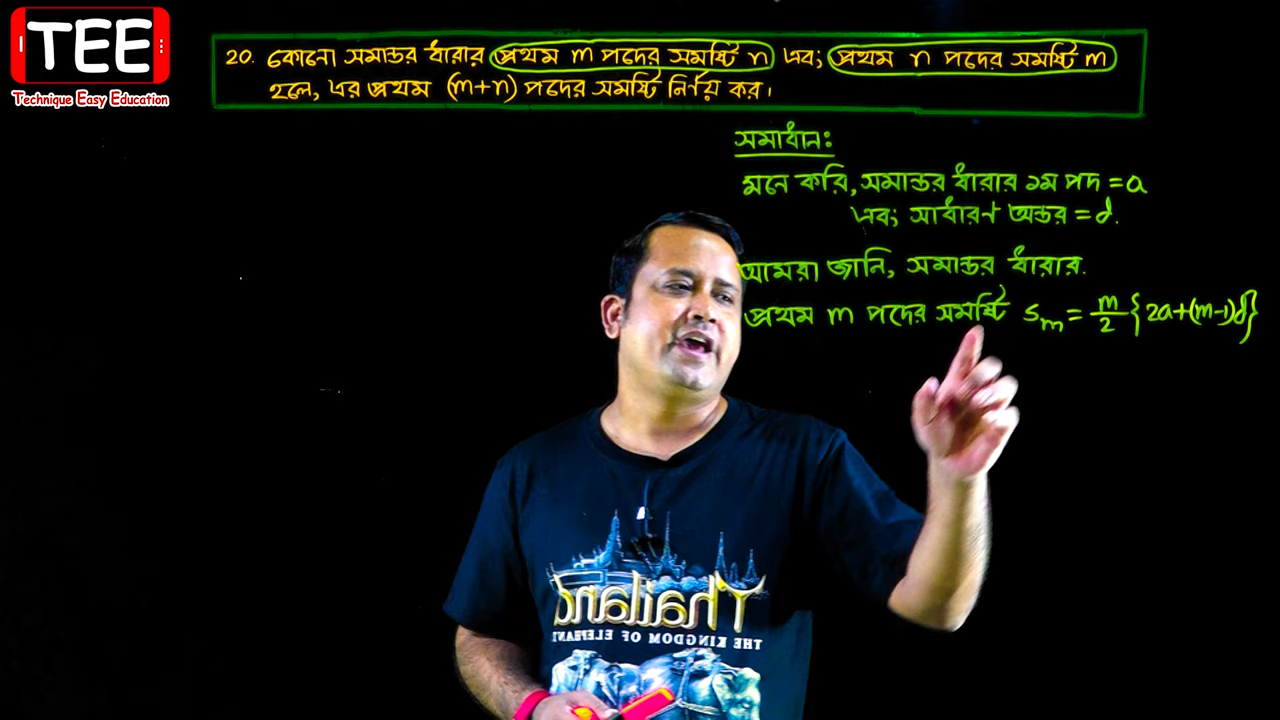 TEE
Technique Easy Education
20. কোনো সমান্তর ধারার প্রথম m পদের সমষ্টি n এবং প্রথম n পদের সমষ্টি m
হলে, এর প্রথম (m+n) পদের সমষ্টি নির্ণয় কর।
সমাধানঃ
মনে করি, সমান্তর ধারার ১ম পদ = a
এবং সাধারণ অন্তর = d.
আমরা জানি, সমান্তর ধারার
প্রথম m পদের সমষ্টি S_m = m/2 {2a+(m-1)d}
Thailand
THE KINGDOM OF ELEPHANT